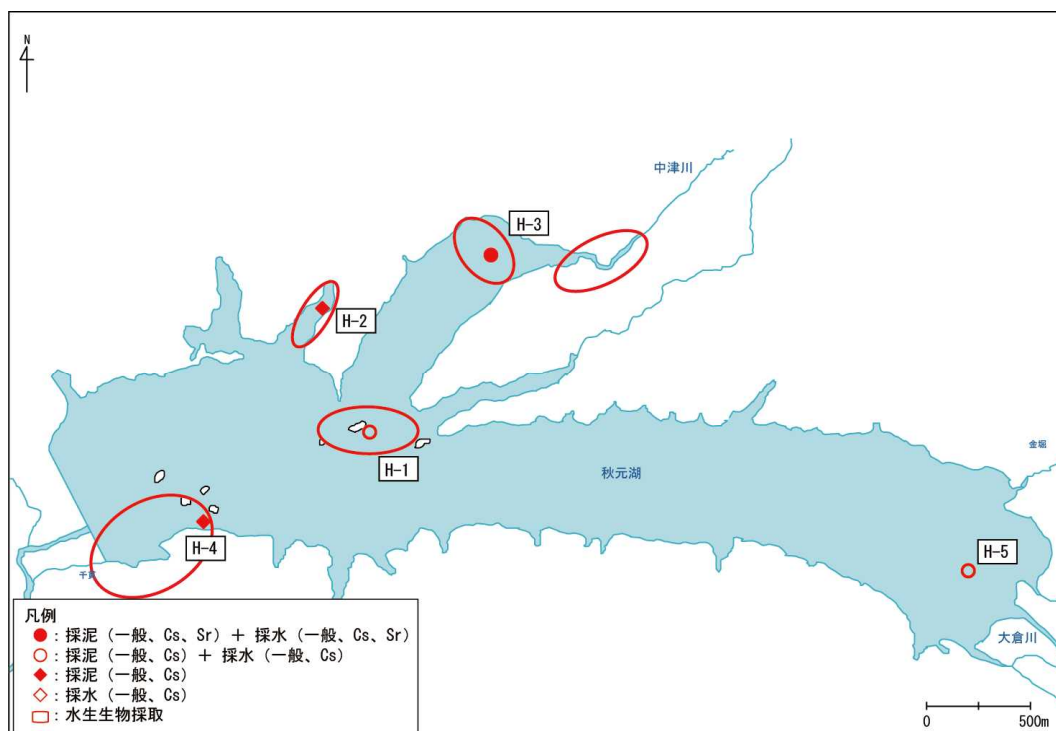 N
中津川
H-3
H-2
H-1
秋元湖
金堀
H-4
H-5
大倉川
凡例
●：採泥（一般、Cs、Sr）＋ 採水（一般、Cs、Sr）
○：採泥（一般、Cs）＋ 採水（一般、Cs）
◆：採泥（一般、Cs）
◇：採水（一般、Cs）
：水生生物採取
0 500m